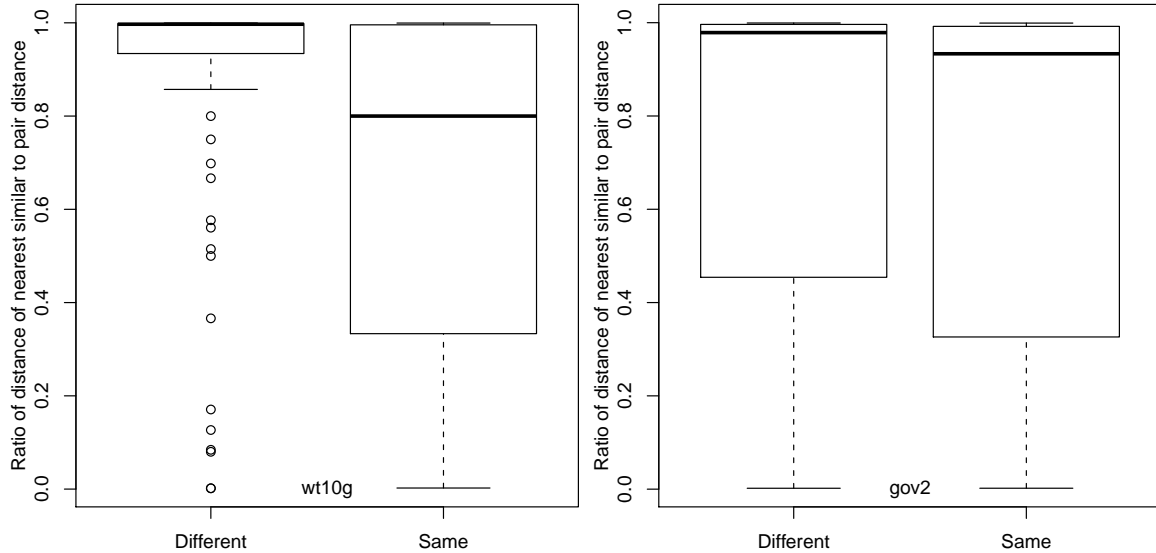 Ratio of distance of nearest similar to pair distance
1.0
0.8
0.6
0.4
0.2
0.0
wt10g
Different Same
Ratio of distance of nearest similar to pair distance
1.0
0.8
0.6
0.4
0.2
0.0
gov2
Different Same